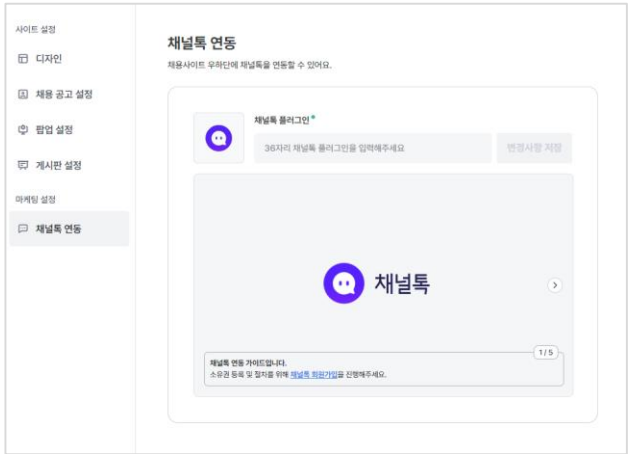 사이트 설정
디자인
채용 공고 설정
팝업 설정
게시판 설정
마케팅 설정
채널톡 연동
채널톡 연동
채용사이트 우하단에 채널톡을 연동할 수 있어요.
채널톡 플러그인*
36자리 채널톡 플러그인을 입력해주세요
변경사항 저장
채널톡
1 / 5
채널톡 연동 가이드입니다.
소유권 등록 및 절차를 위해 채널톡 회원가입을 진행해주세요.